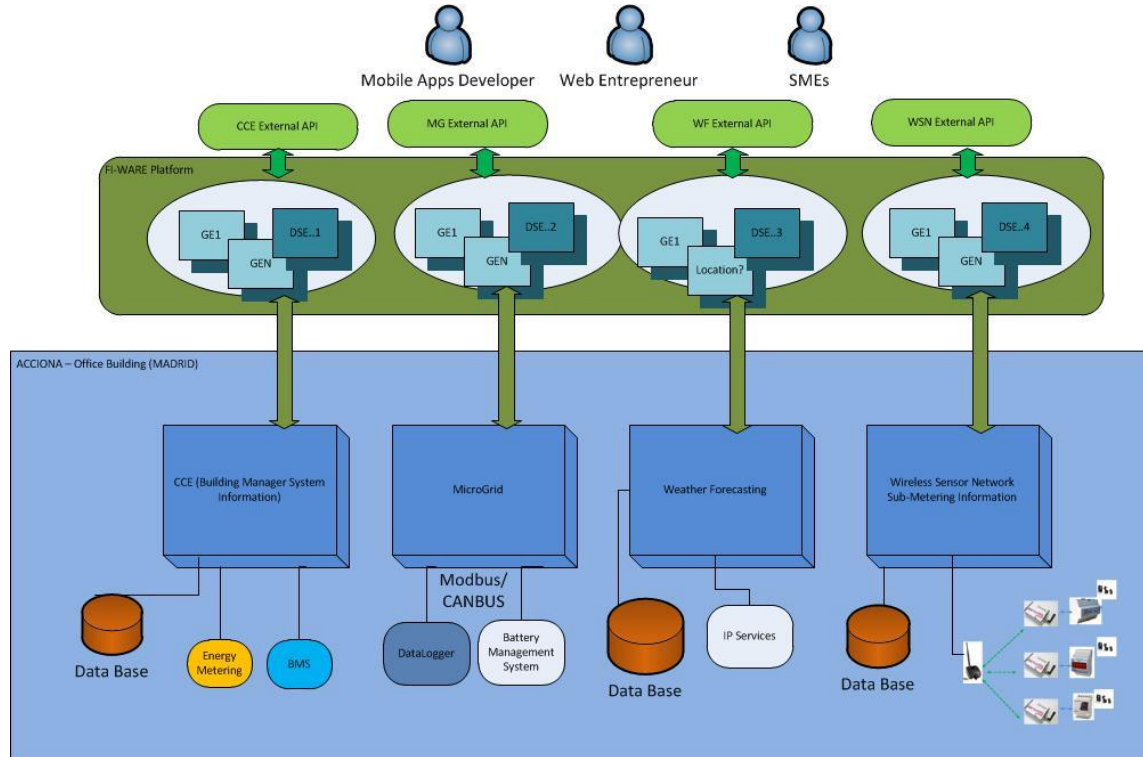 Mobile Apps Developer
Web Entrepreneur
SMEs
CCE External API
MG External API
WF External API
WSN External API
FI-WARE Platform
GE1
DSE..1
GEN
GE1
DSE..2
GEN
GE1
DSE..3
Location?
GE1
DSE..4
GEN
ACCIONA – Office Building (MADRID)
CCE (Building Manager System
Information)
MicroGrid
Weather Forecasting
Wireless Sensor Network
Sub-Metering Information
Modbus/
CANBUS
Data Base
Energy
Metering
BMS
DataLogger
Battery
Management
System
Data Base
IP Services
Data Base